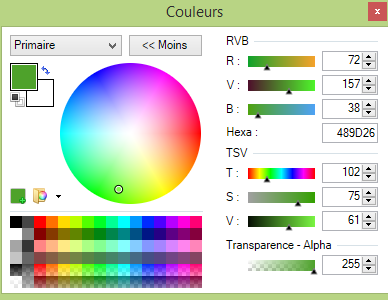 Couleurs
x
Primaire
<< Moins
RVB
R : 72
V : 157
B : 38
Hexa : 489D26
TSV
T : 102
S : 75
V : 61
Transparence - Alpha
255